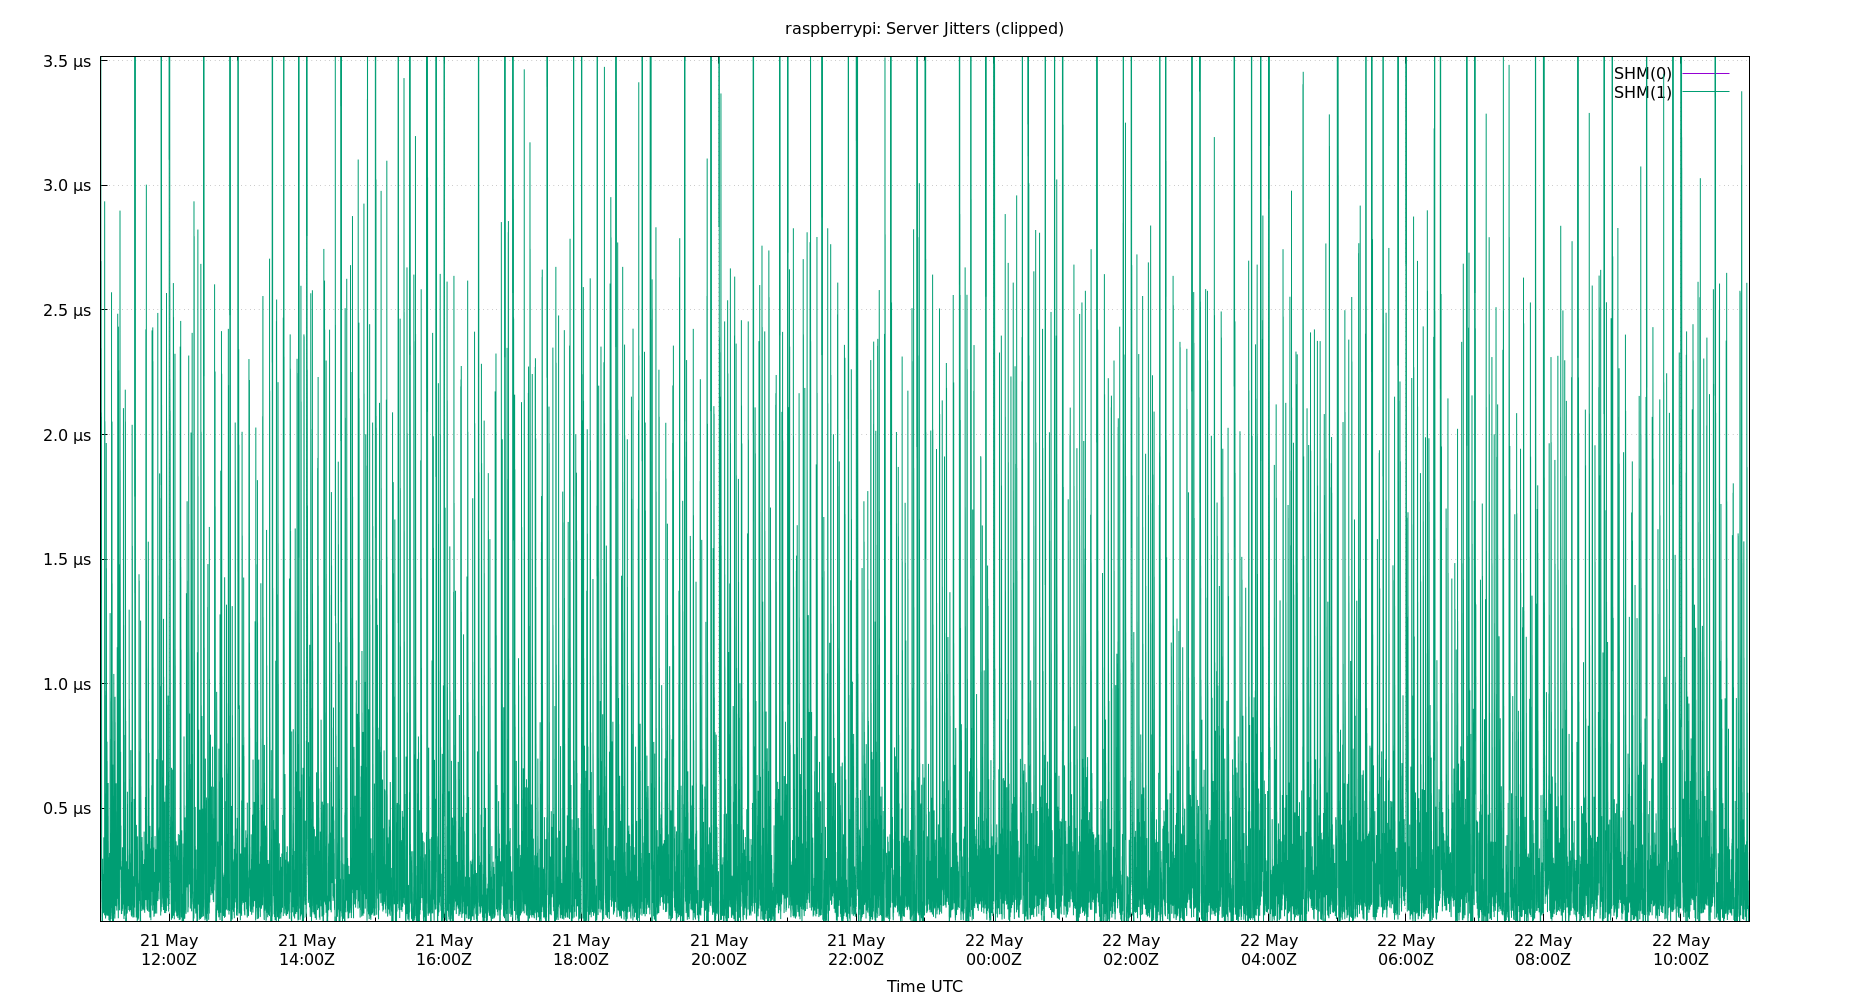 raspberrypi: Server Jitters (clipped)
3.5 µs
3.0 µs
2.5 µs
2.0 µs
1.5 µs
1.0 µs
0.5 µs
SHM(0)
SHM(1)
21 May 21 May 21 May 21 May 21 May 21 May 22 May 22 May 22 May 22 May 22 May 22 May
12:00Z 14:00Z 16:00Z 18:00Z 20:00Z 22:00Z 00:00Z 02:00Z 04:00Z 06:00Z 08:00Z 10:00Z
Time UTC